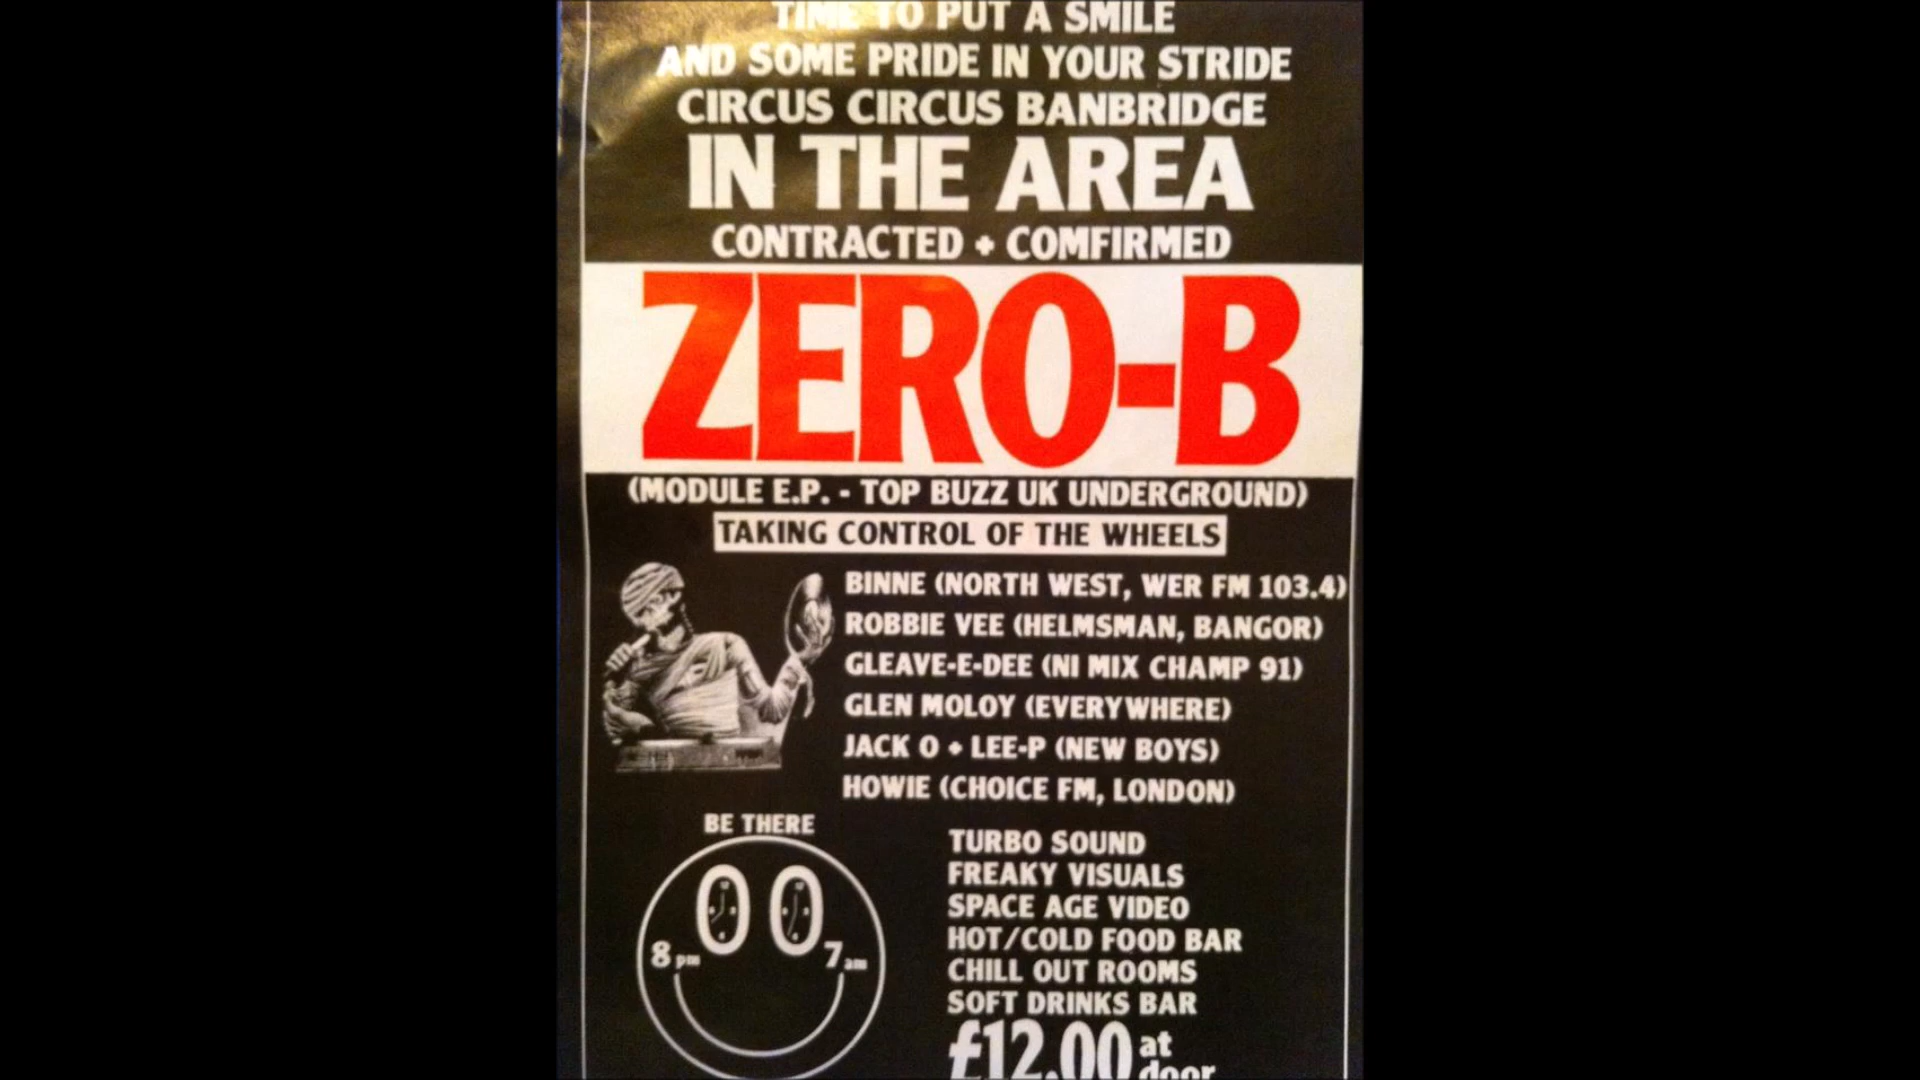 TIME TO PUT A SMILE
AND SOME PRIDE IN YOUR STRIDE
CIRCUS CIRCUS BANBRIDGE
IN THE AREA
CONTRACTED + COMFIRMED
ZERO-B
(MODULE E.P. - TOP BUZZ UK UNDERGROUND)
TAKING CONTROL OF THE WHEELS
BINNE (NORTH WEST, WER FM 103.4)
ROBBIE VEE (HELMSMAN, BANGOR)
GLEAVE-E-DEE (NI MIX CHAMP 91)
GLEN MOLOY (EVERYWHERE)
JACK O + LEE-P (NEW BOYS)
HOWIE (CHOICE FM, LONDON)
BE THERE
8pm 7am
TURBO SOUND
FREAKY VISUALS
SPACE AGE VIDEO
HOT/COLD FOOD BAR
CHILL OUT ROOMS
SOFT DRINKS BAR
£12.00 at
door